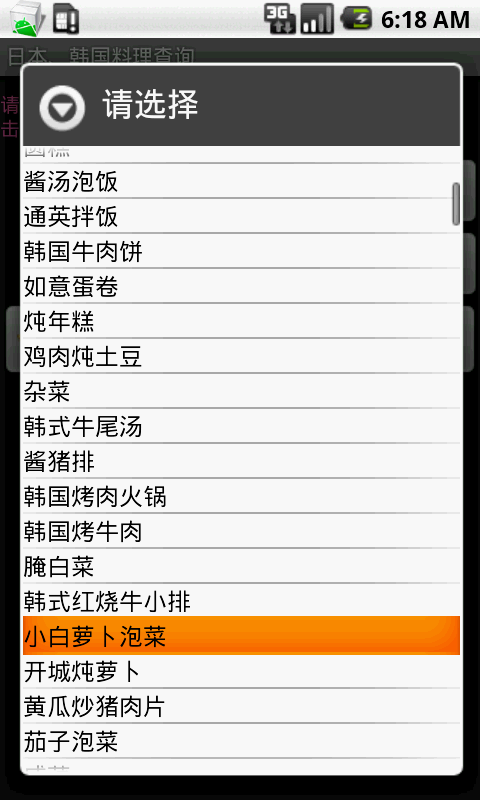 3G 6:18 AM
日本、韩国料理查询
请
击
请选择
酱汤泡饭
通英拌饭
韩国牛肉饼
如意蛋卷
炖年糕
鸡肉炖土豆
杂菜
韩式牛尾汤
酱猪排
韩国烤肉火锅
韩国烤牛肉
腌白菜
韩式红烧牛小排
小白萝卜泡菜
开城炖萝卜
黄瓜炒猪肉片
茄子泡菜